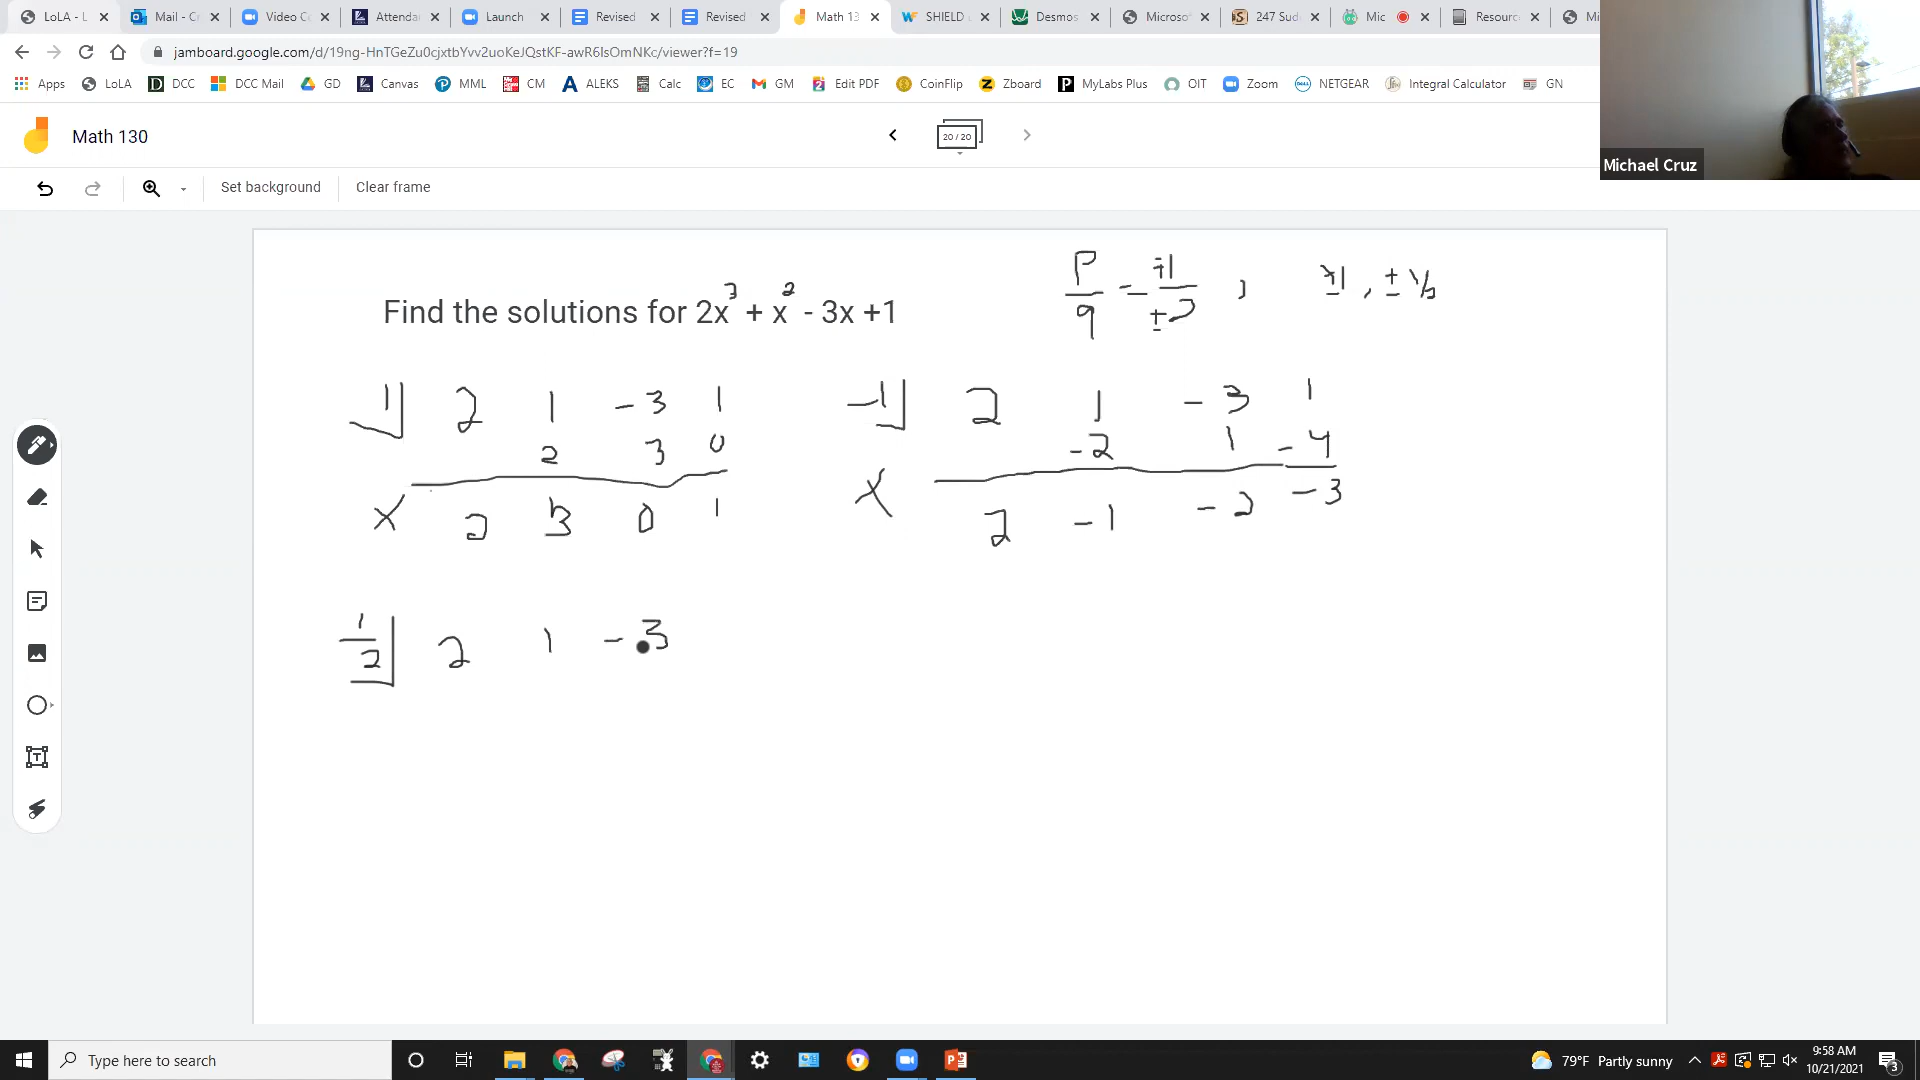 LoLA - L
Mail - Cr
Video Co
Attenda
Launch
Revised
Revised
Math 13
SHIELD
Desmos
Microsof
247 Sud
Mic
Resourc
Mi
jamboard.google.com/d/19ng-HnTGeZu0cjxtbYvv2uoKeJQstKF-awR6lsOmNKc/viewer?f=19
Apps LoLA DCC DCC Mail GD Canvas MML CM ALEKS Calc EC GM Edit PDF CoinFlip Zboard MyLabs Plus OIT Zoom NETGEAR Integral Calculator GN
Michael Cruz
Math 130
20 / 20
Set background Clear frame
Find the solutions for 2x³ + x² - 3x +1
P/q = ±1/±2 , ±1, ± 1/2
1 2 1 -3 1
2 3 0
x 2 3 0 1
-1 2 1 -3 1
-2 1 -4
x 2 -1 -2 -3
1/2 2 1 -3
Type here to search
79°F Partly sunny
9:58 AM
10/21/2021
3